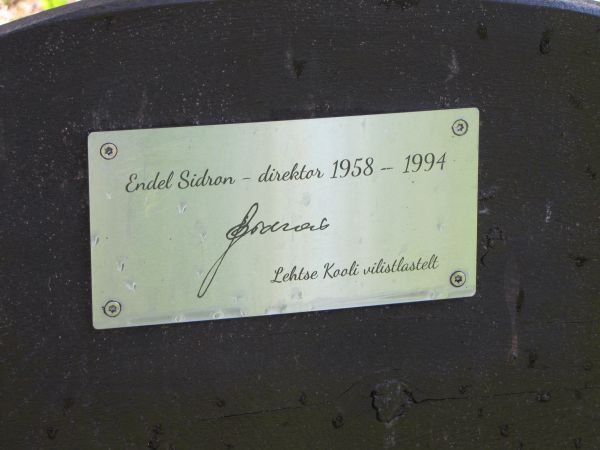 Endel Sidron - direktor 1958 - 1994
Lehtse Kooli vilistlastelt